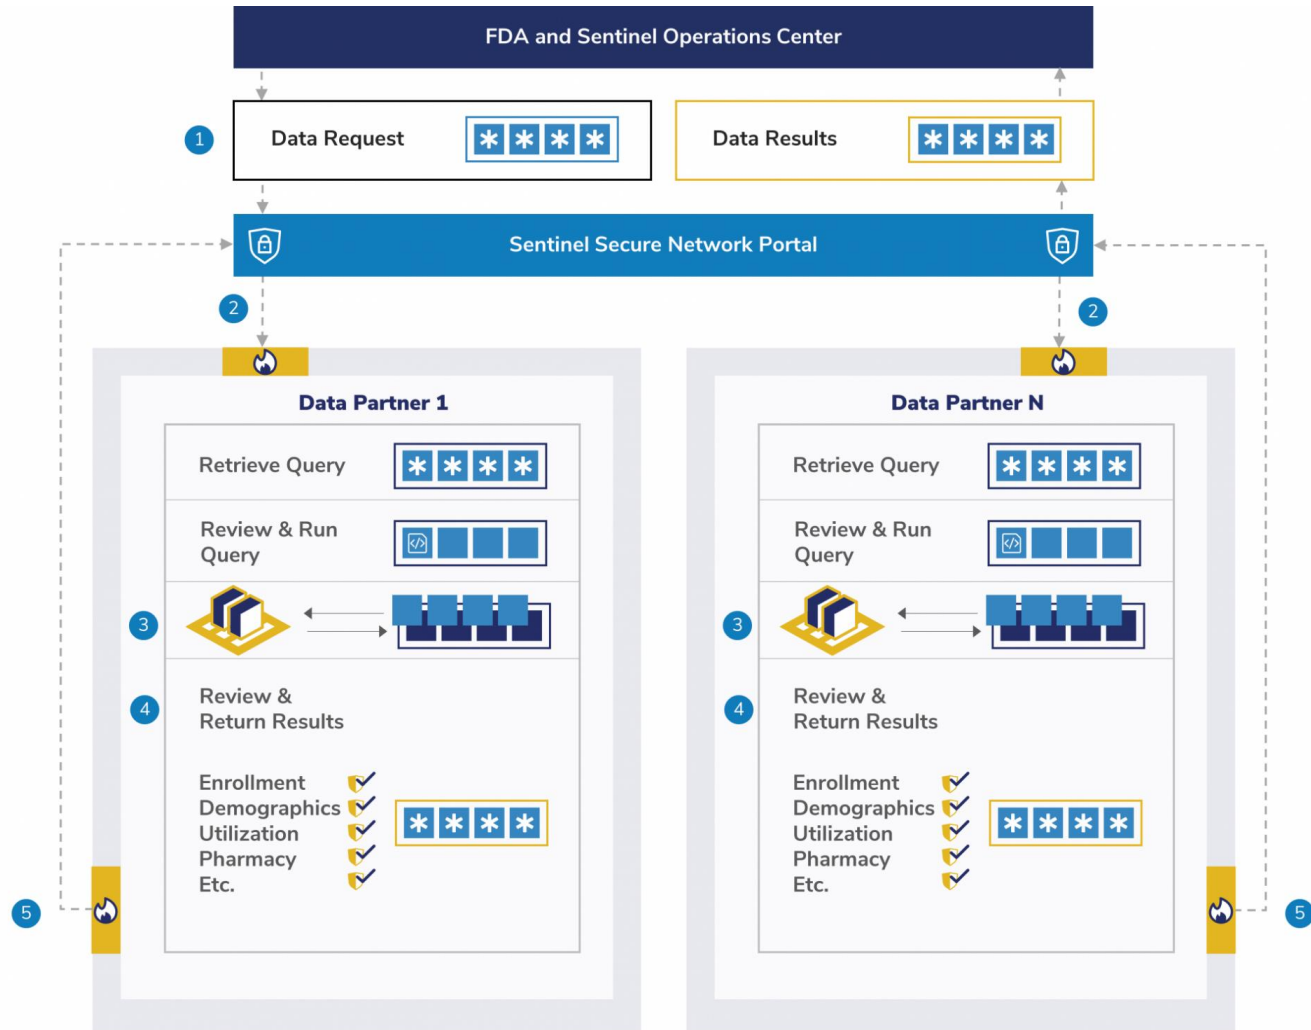 FDA and Sentinel Operations Center
1
Data Request
* * * *
Data Results
* * * *
Sentinel Secure Network Portal
2
2
Data Partner 1
Retrieve Query
* * * *
Review & Run
Query
</>
3
4
Review &
Return Results
Enrollment
Demographics
Utilization
Pharmacy
Etc.
* * * *
5
Data Partner N
Retrieve Query
* * * *
Review & Run
Query
</>
3
4
Review &
Return Results
Enrollment
Demographics
Utilization
Pharmacy
Etc.
* * * *
5